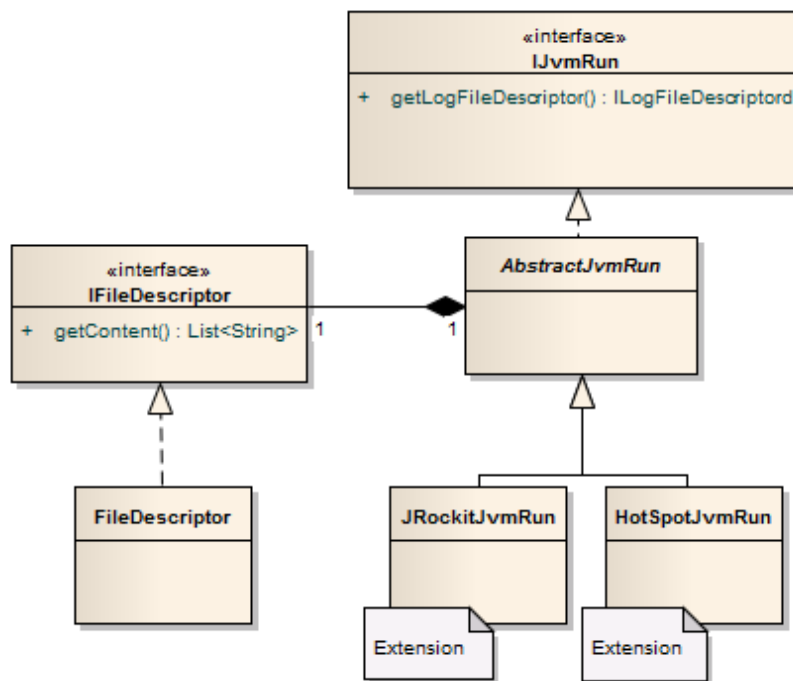 «interface»
IJvmRun
+ getLogFileDescriptor() : ILogFileDescriptord
«interface»
IFileDescriptor
+ getContent() : List<String>
1
1
AbstractJvmRun
FileDescriptor
JRockitJvmRun
HotSpotJvmRun
Extension
Extension